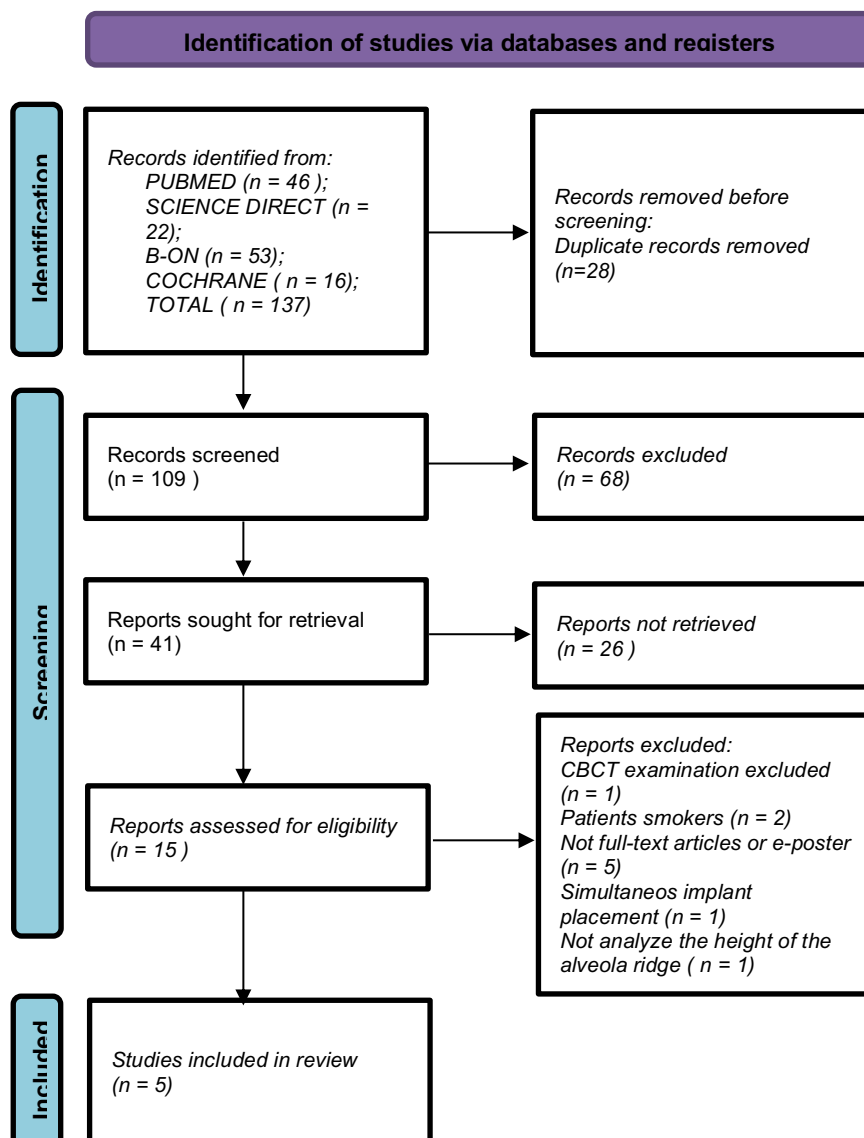 Identification of studies via databases and registers
Identification
Records identified from:
PUBMED (n = 46 );
SCIENCE DIRECT (n =
22);
B-ON (n = 53);
COCHRANE ( n = 16);
TOTAL ( n = 137)
Records removed before
screening:
Duplicate records removed
(n=28)
Screening
Records screened
(n = 109 )
Records excluded
(n = 68)
Reports sought for retrieval
(n = 41)
Reports not retrieved
(n = 26 )
Reports assessed for eligibility
(n = 15 )
Reports excluded:
CBCT examination excluded
(n = 1)
Patients smokers (n = 2)
Not full-text articles or e-poster
(n = 5)
Simultaneos implant
placement (n = 1)
Not analyze the height of the
alveola ridge ( n = 1)
Included
Studies included in review
(n = 5)